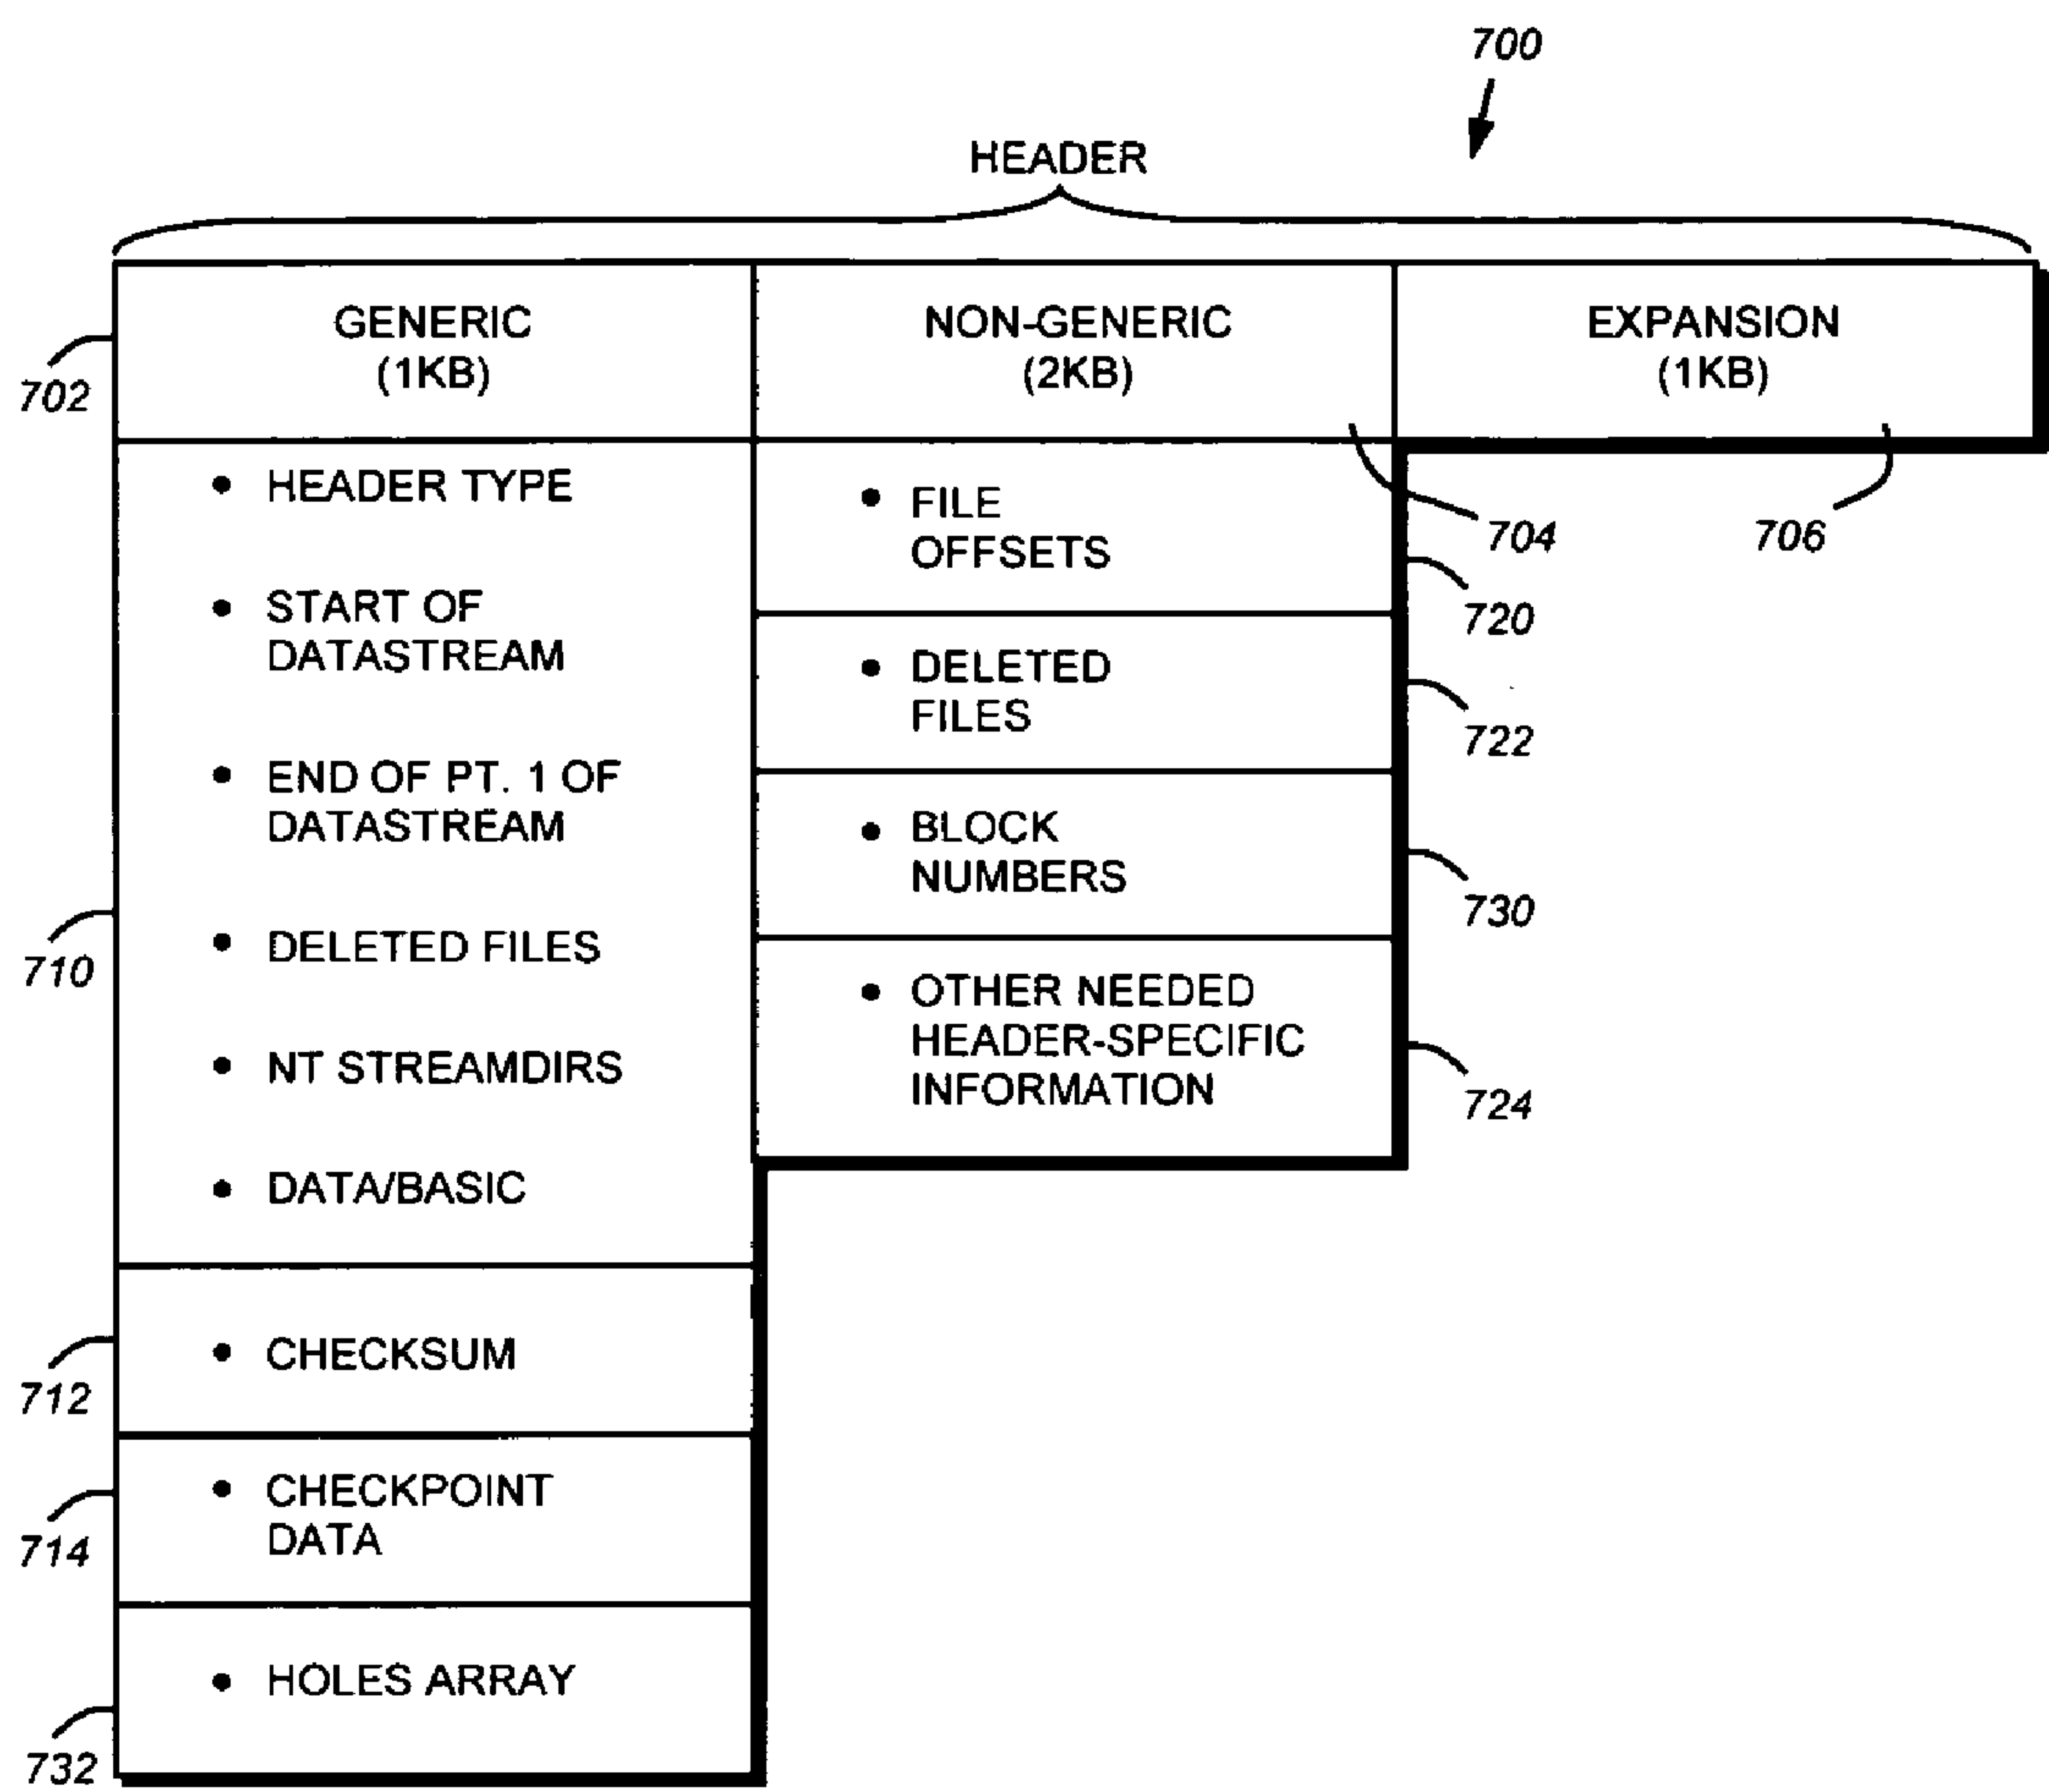 700
HEADER
GENERIC
(1KB)
NON-GENERIC
(2KB)
EXPANSION
(1KB)
702
704
706
• HEADER TYPE
• START OF
DATASTREAM
• END OF PT. 1 OF
DATASTREAM
• DELETED FILES
• NT STREAMDIRS
• DATA/BASIC
710
• CHECKSUM
712
• CHECKPOINT
DATA
714
• HOLES ARRAY
732
• FILE
OFFSETS
720
• DELETED
FILES
722
• BLOCK
NUMBERS
730
• OTHER NEEDED
HEADER-SPECIFIC
INFORMATION
724